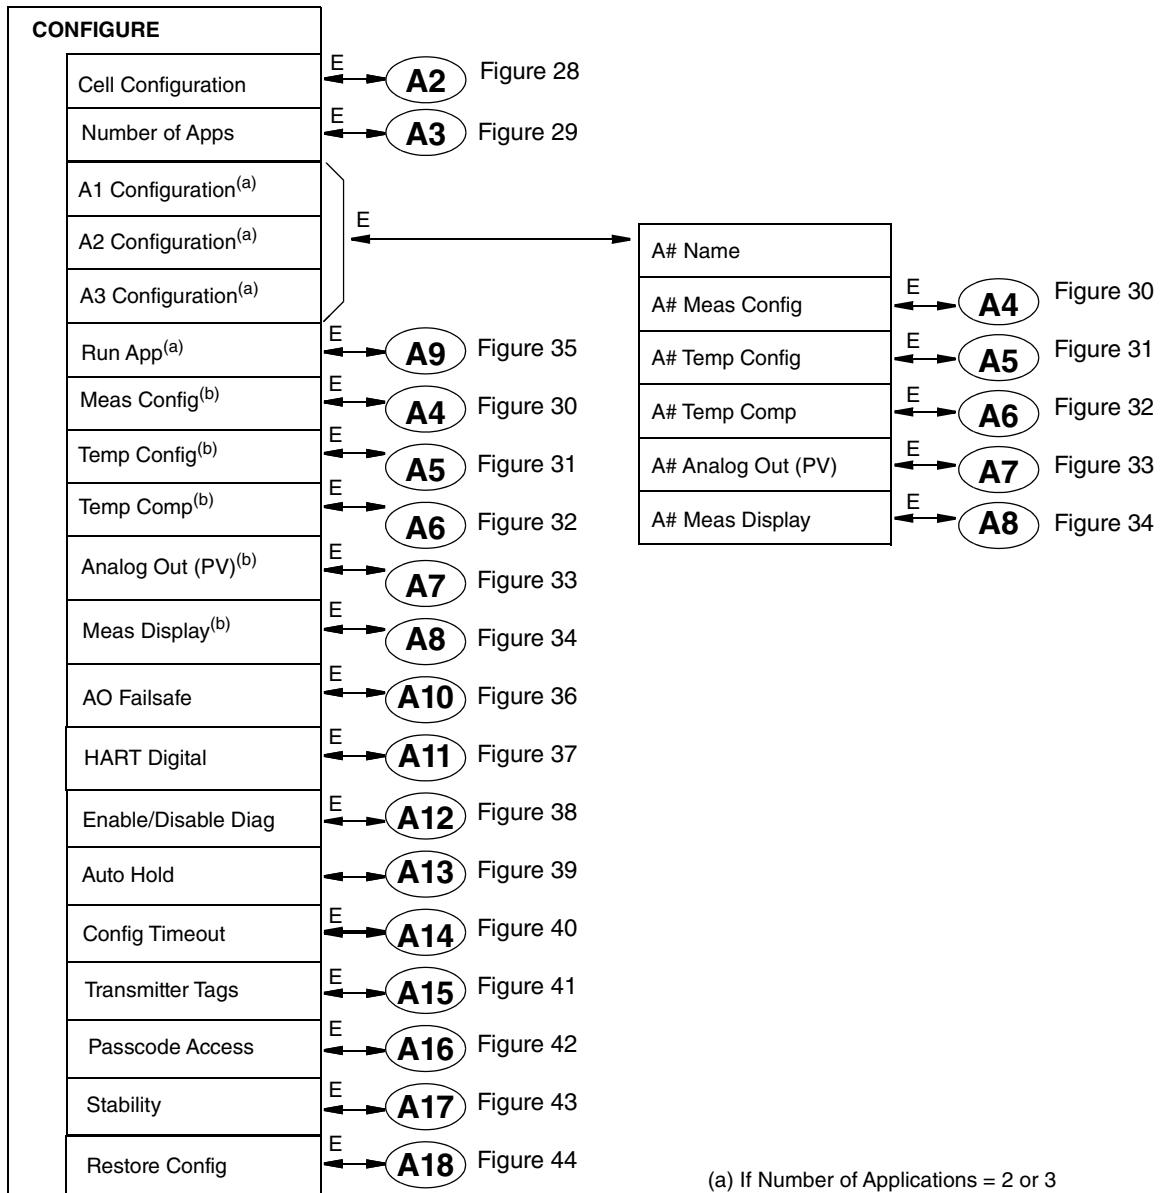 CONFIGURE
Cell Configuration E A2 Figure 28
Number of Apps E A3 Figure 29
A1 Configuration(a)
A2 Configuration(a)
A3 Configuration(a)
E
A# Name
A# Meas Config E A4 Figure 30
A# Temp Config E A5 Figure 31
A# Temp Comp E A6 Figure 32
A# Analog Out (PV) E A7 Figure 33
A# Meas Display E A8 Figure 34
Run App(a) E A9 Figure 35
Meas Config(b) E A4 Figure 30
Temp Config(b) E A5 Figure 31
Temp Comp(b) E A6 Figure 32
Analog Out (PV)(b) E A7 Figure 33
Meas Display(b) E A8 Figure 34
AO Failsafe E A10 Figure 36
HART Digital E A11 Figure 37
Enable/Disable Diag E A12 Figure 38
Auto Hold A13 Figure 39
Config Timeout E A14 Figure 40
Transmitter Tags E A15 Figure 41
Passcode Access E A16 Figure 42
Stability E A17 Figure 43
Restore Config E A18 Figure 44
(a) If Number of Applications = 2 or 3